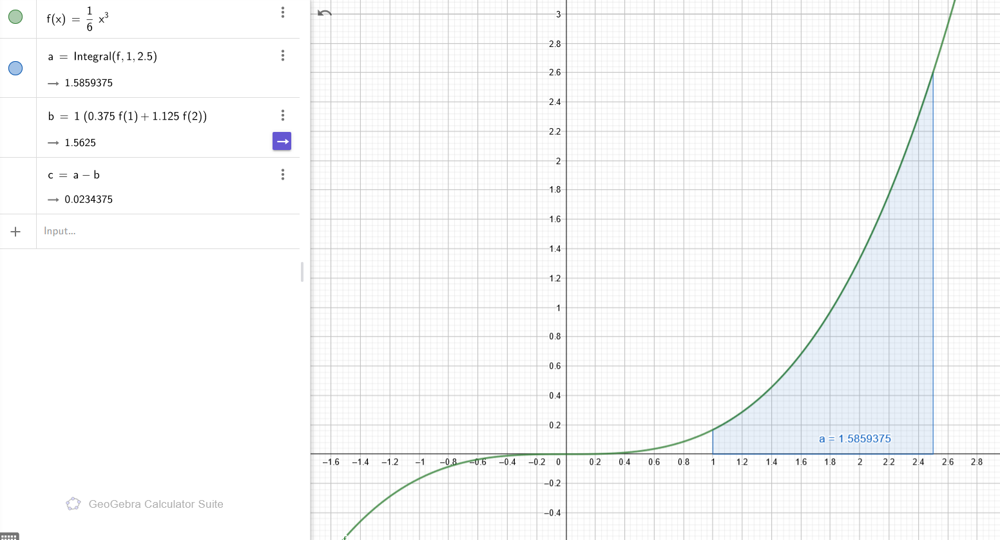 f(x) = 1/6 x³
a = Integral(f, 1, 2.5)
→ 1.5859375
b = 1 (0.375 f(1) + 1.125 f(2))
→ 1.5625
c = a − b
→ 0.0234375
Input...
GeoGebra Calculator Suite
3
2.8
2.6
2.4
2.2
2
1.8
1.6
1.4
1.2
1
0.8
0.6
0.4
0.2
a = 1.5859375
−1.6 −1.4 −1.2 −1 −0.8 −0.6 −0.4 −0.2 0 0.2 0.4 0.6 0.8 1 1.2 1.4 1.6 1.8 2 2.2 2.4 2.6 2.8
−0.2
−0.4
f